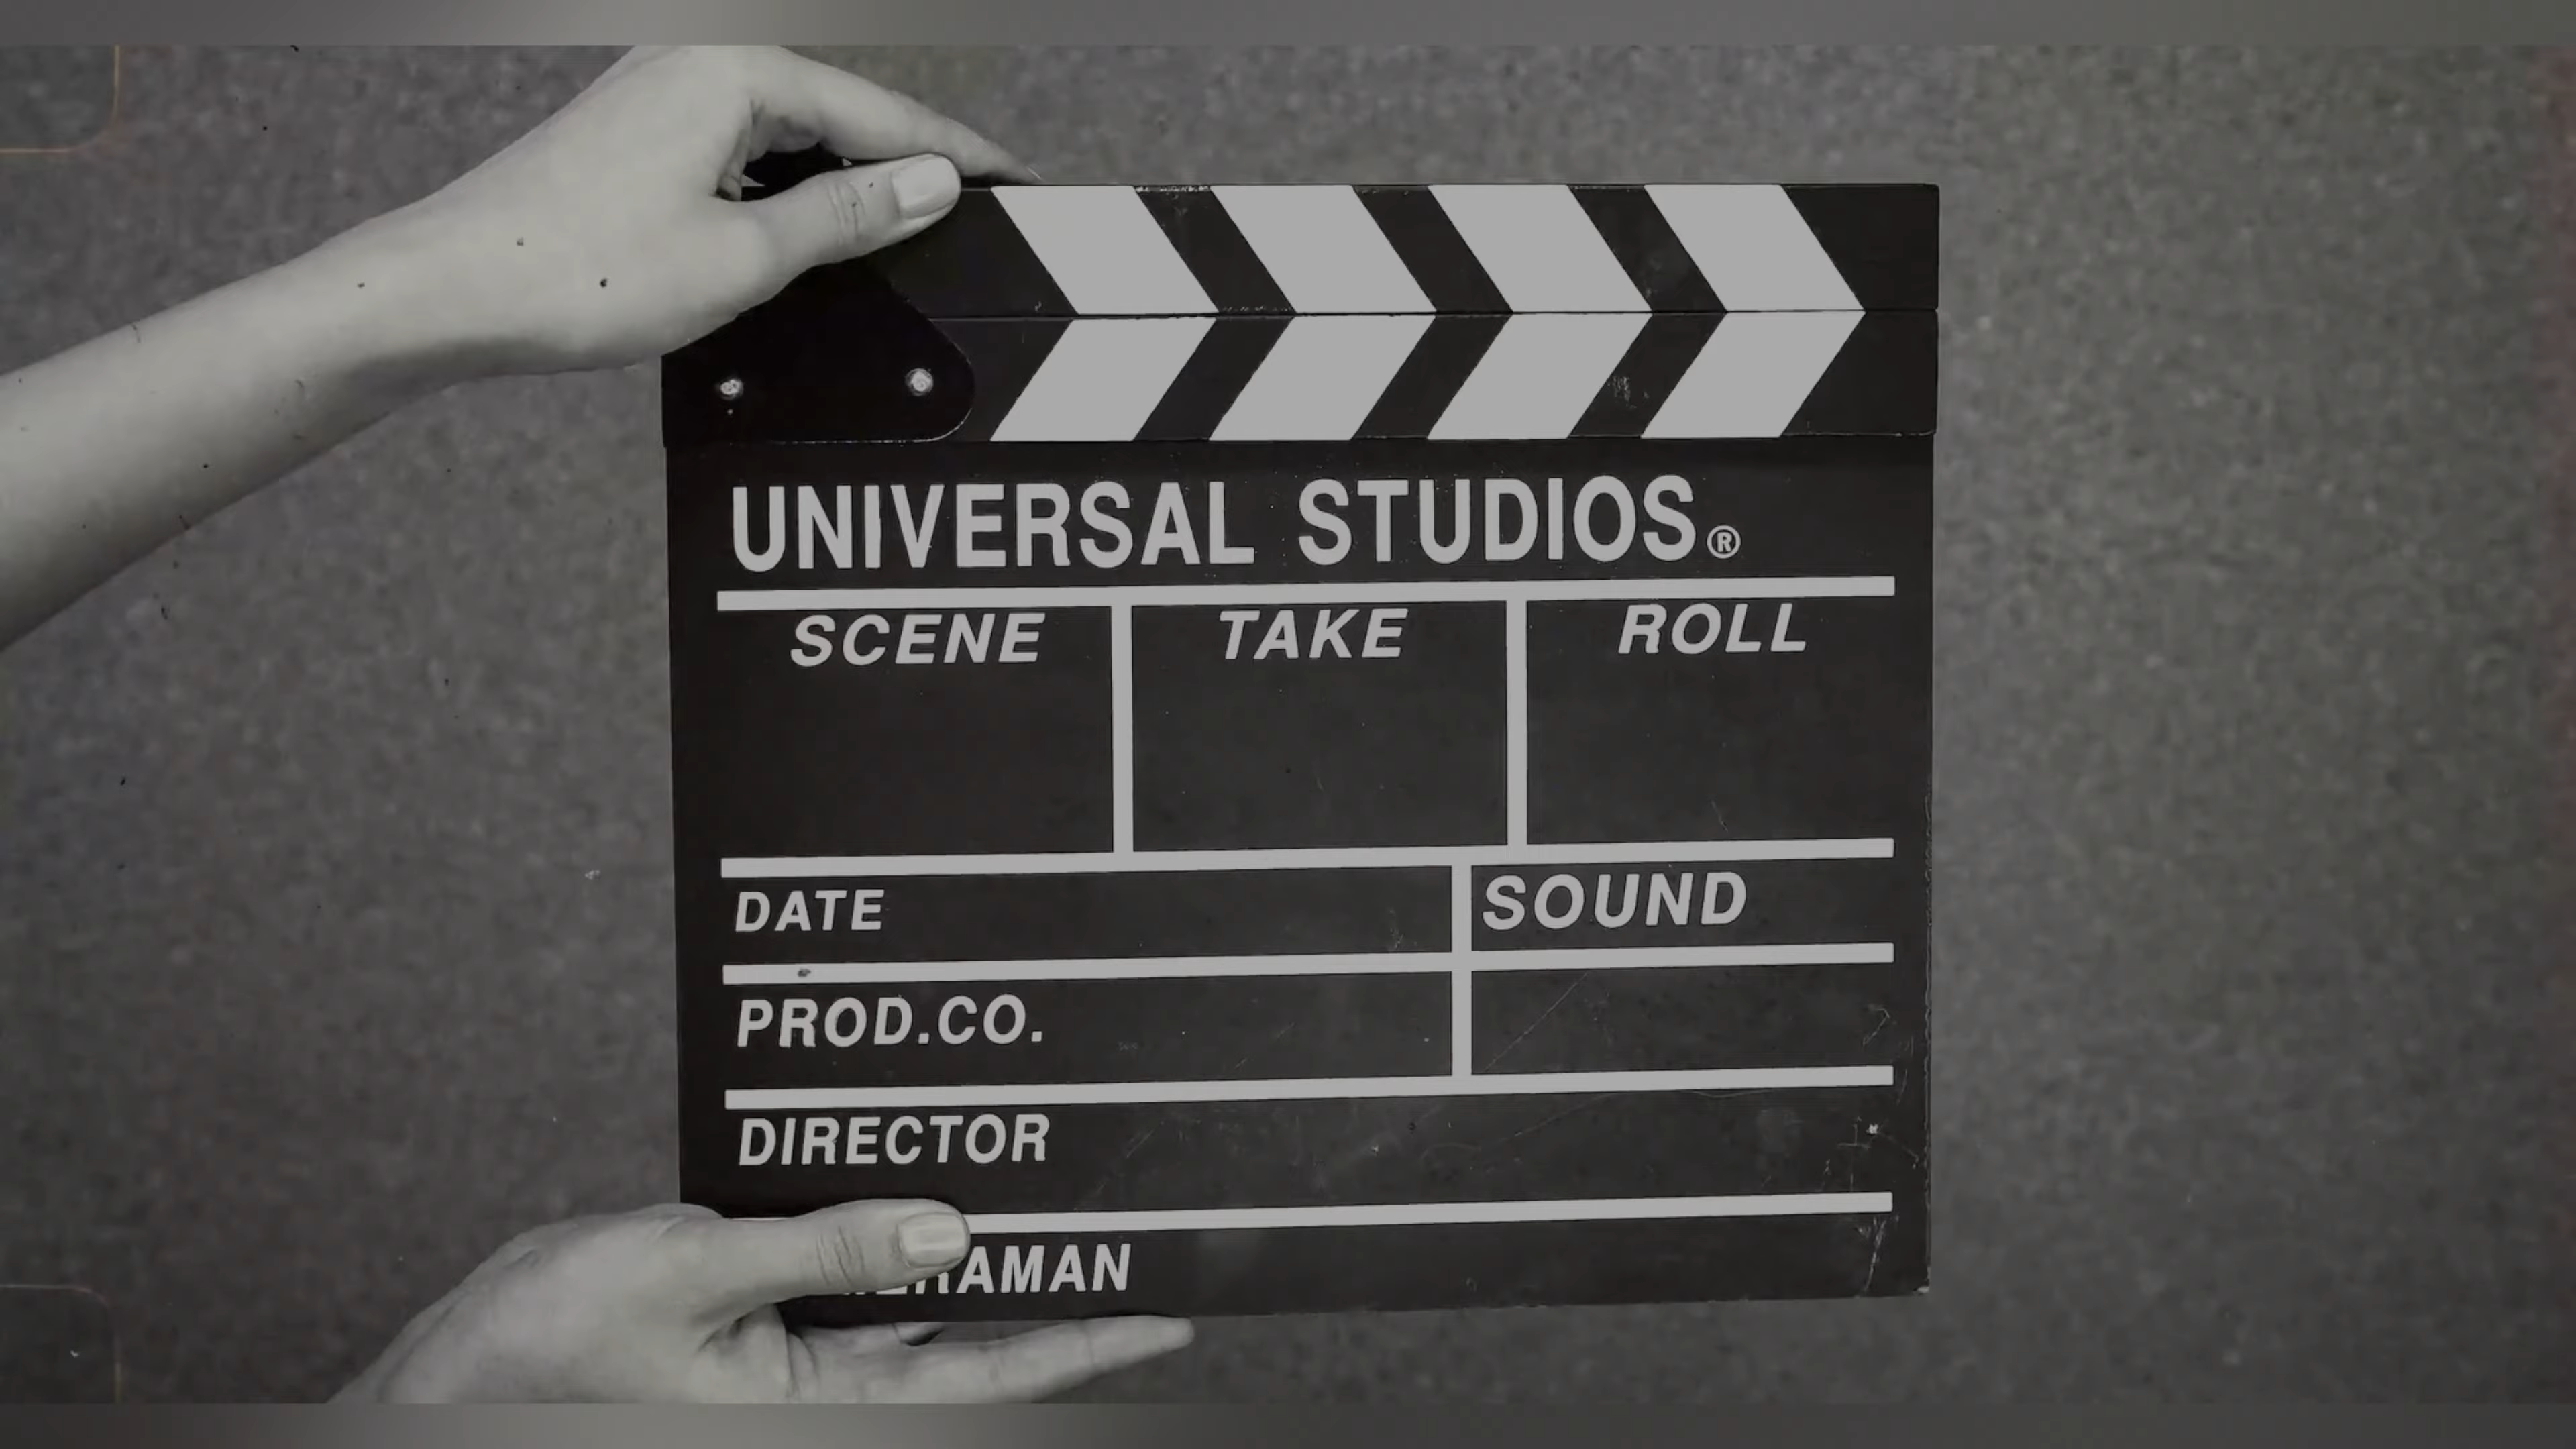 UNIVERSAL STUDIOS®
SCENE TAKE ROLL
DATE SOUND
PROD.CO.
DIRECTOR